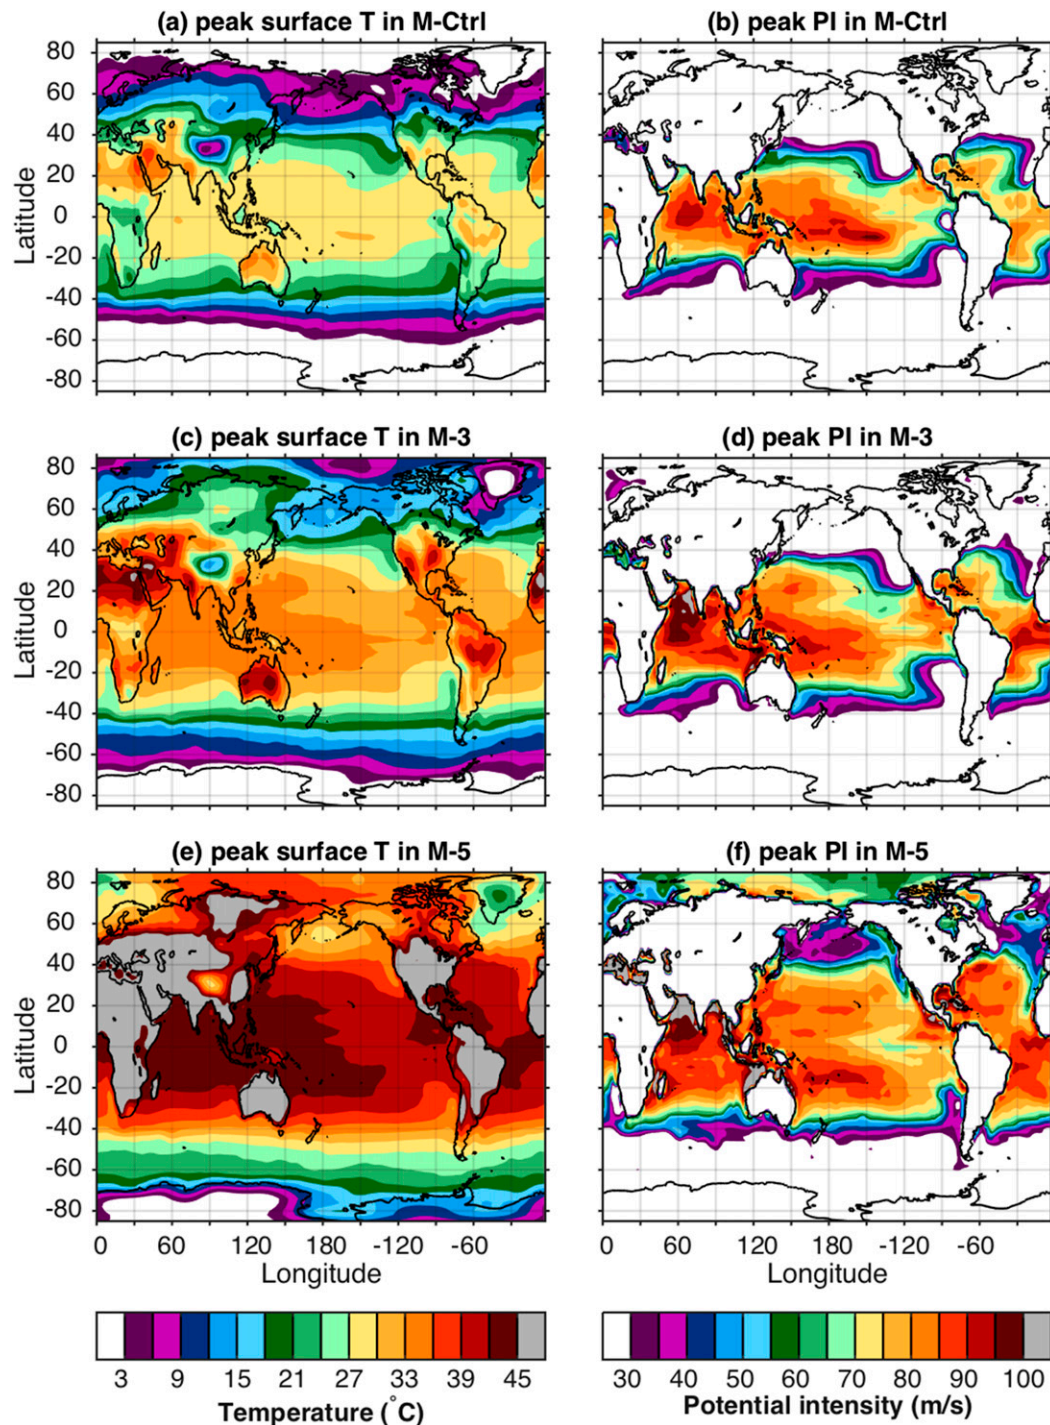 (a) peak surface T in M-Ctrl
(b) peak PI in M-Ctrl
80
60
40
20
0
-20
-40
-60
-80
Latitude
(c) peak surface T in M-3
(d) peak PI in M-3
80
60
40
20
0
-20
-40
-60
-80
Latitude
(e) peak surface T in M-5
(f) peak PI in M-5
80
60
40
20
0
-20
-40
-60
-80
Latitude
0 60 120 180 -120 -60
0 60 120 180 -120 -60
Longitude
Longitude
3 9 15 21 27 33 39 45
30 40 50 60 70 80 90 100
Temperature (°C)
Potential intensity (m/s)